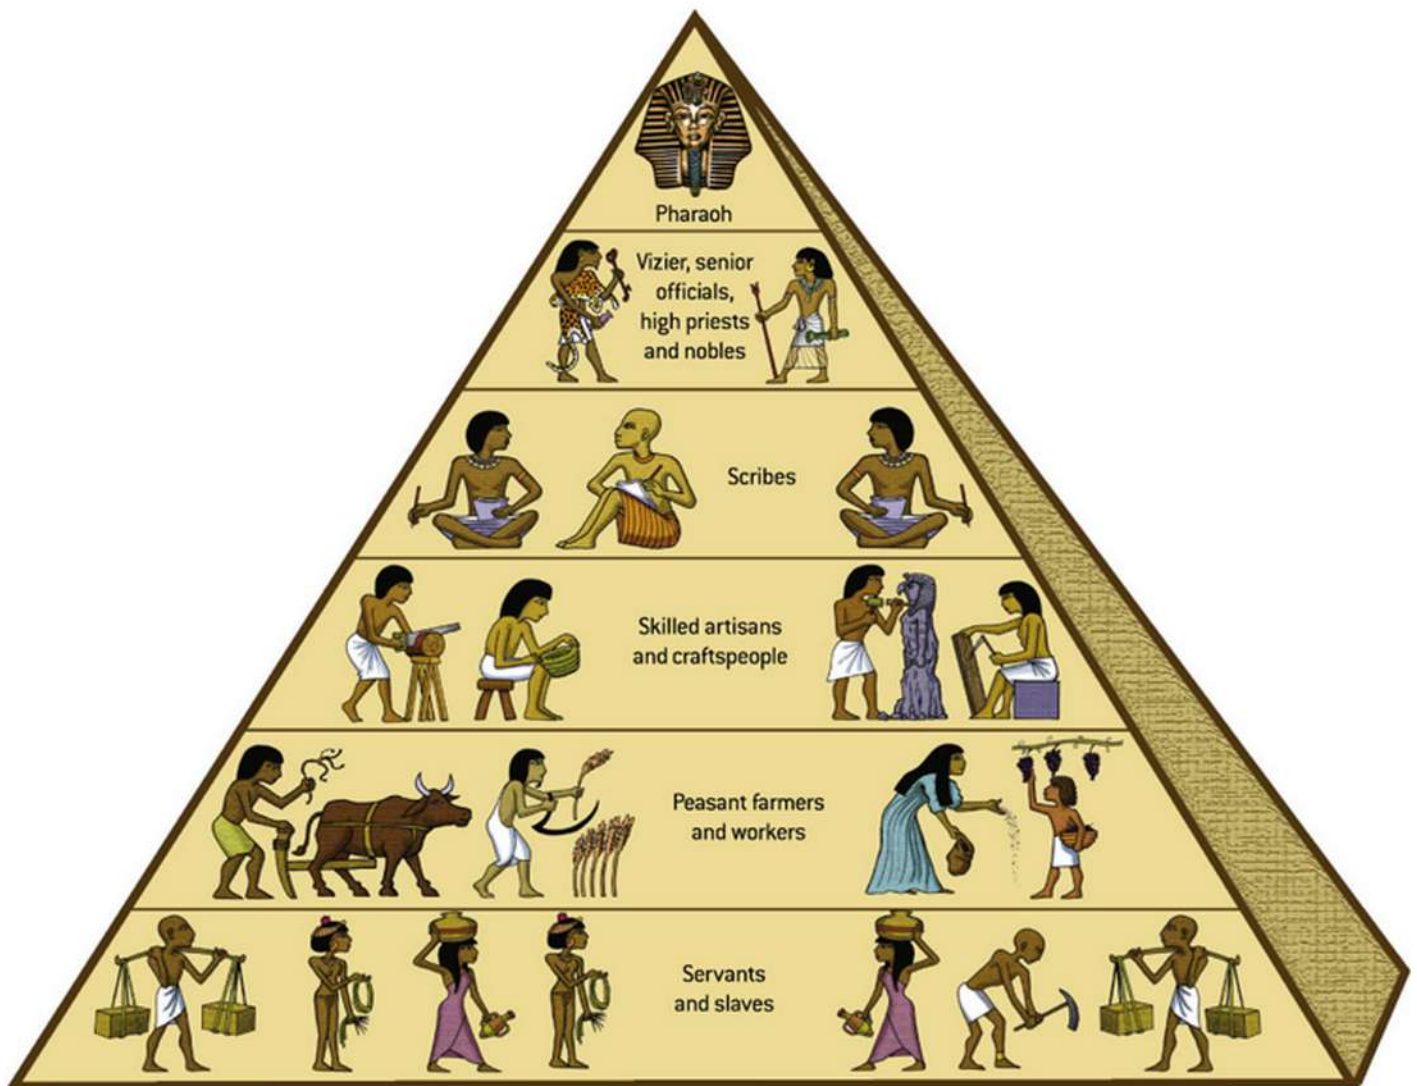 Pharaoh
Vizier, senior
officials,
high priests
and nobles
Scribes
Skilled artisans
and craftspeople
Peasant farmers
and workers
Servants
and slaves